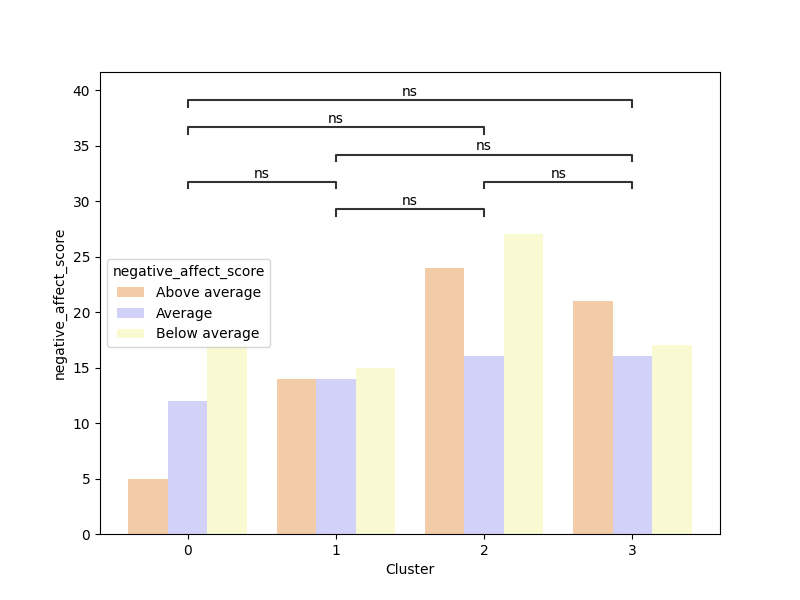 40
35
30
25
20
15
10
5
0
negative_affect_score
ns
ns
ns
ns
ns
ns
negative_affect_score
Above average
Average
Below average
0 1 2 3
Cluster